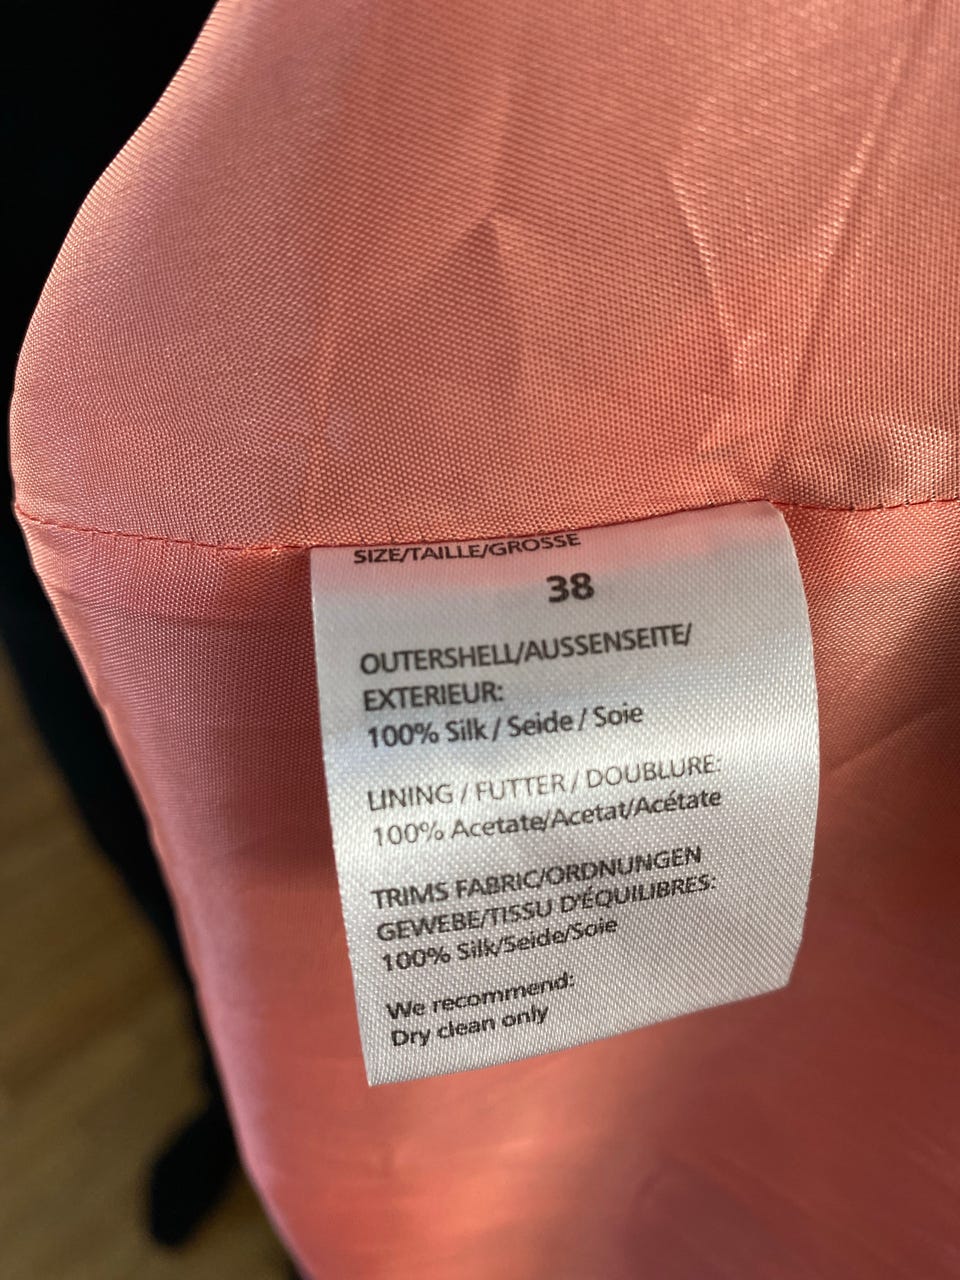 SIZE/TAILLE/GROSSE
38
OUTERSHELL/AUSSENSEITE/
EXTERIEUR:
100% Silk / Seide / Soie
LINING / FUTTER / DOUBLURE:
100% Acetate/Acetat/Acétate
TRIMS FABRIC/ORDNUNGEN
GEWEBE/TISSU D'ÉQUILIBRES:
100% Silk/Seide/Soie
We recommend:
Dry clean only